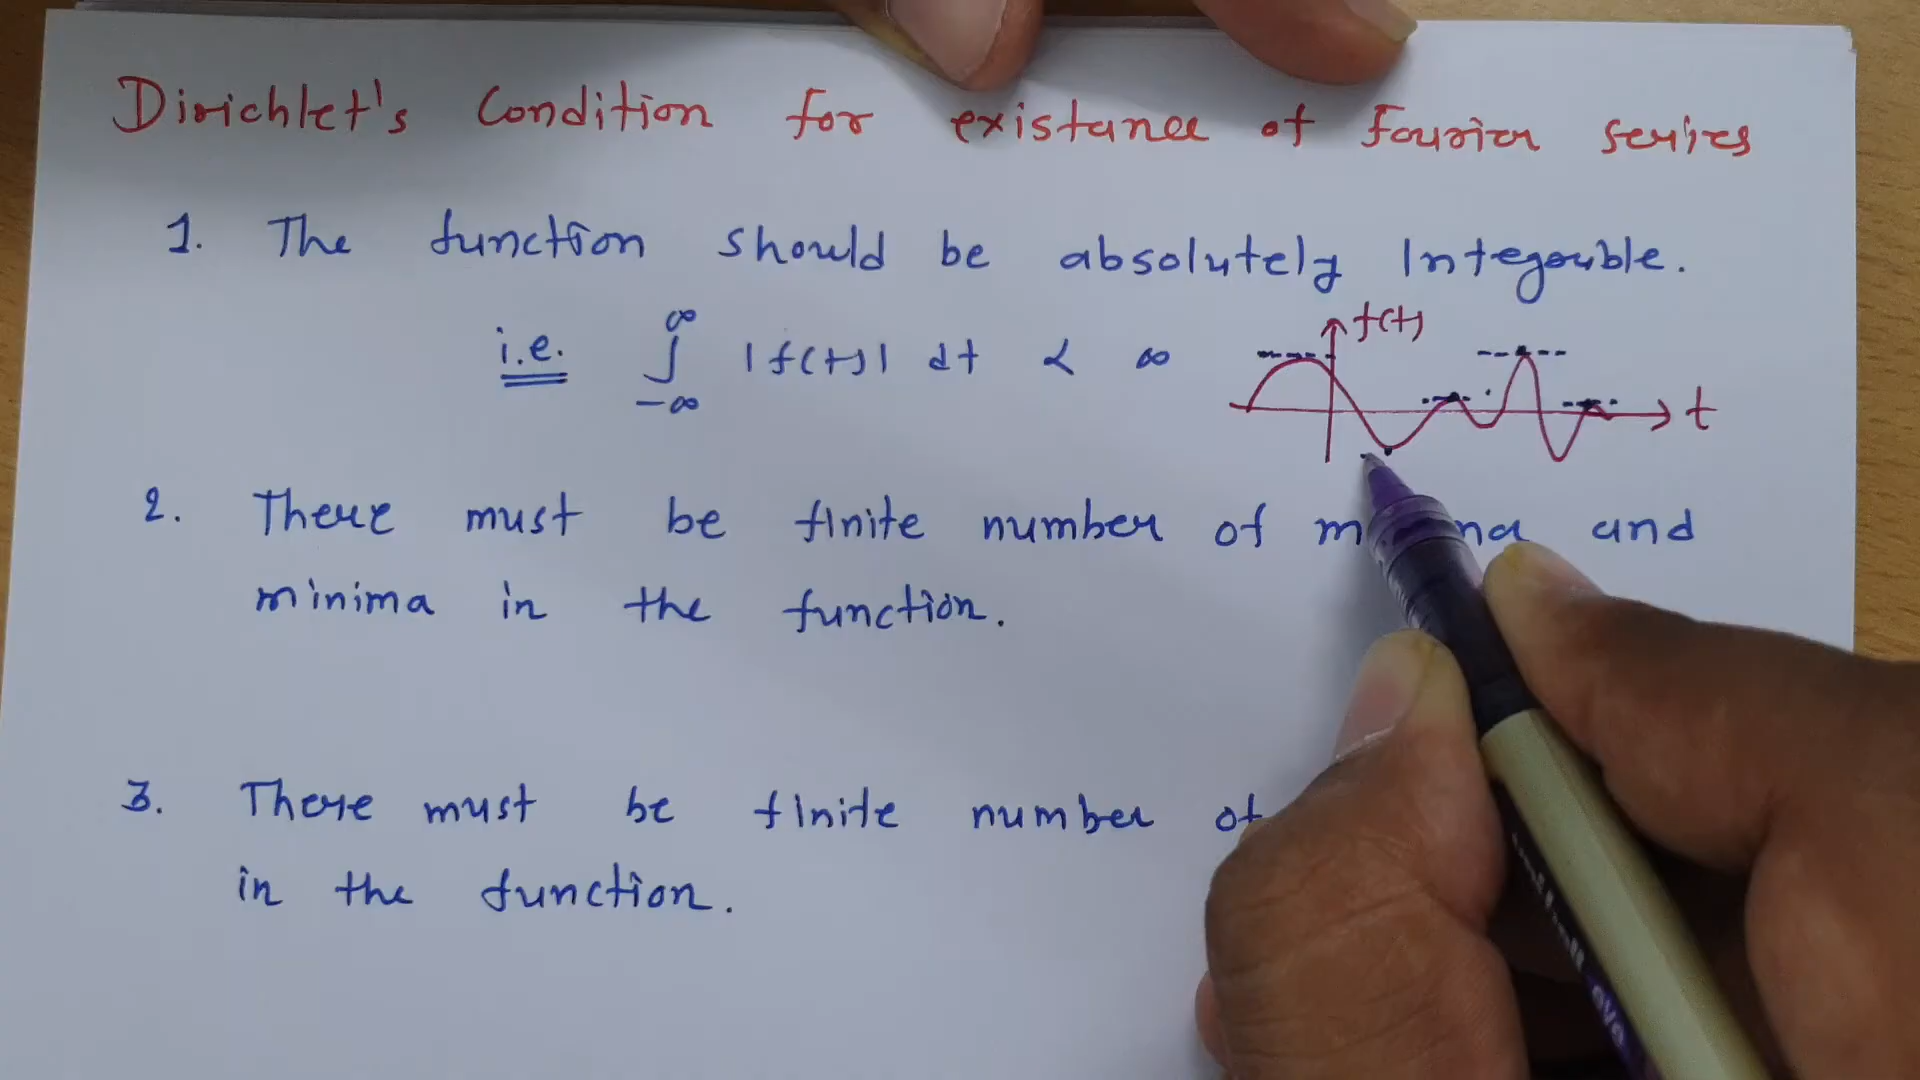 Dirichlet's Condition for existance of Fourier series
1. The function should be absolutely Integrable.
i.e. ∫_{-∞}^{∞} |f(t)| dt < ∞
f(t)
t
2. There must be finite number of and
minima in the function.
3. There must be finite number of
in the function.